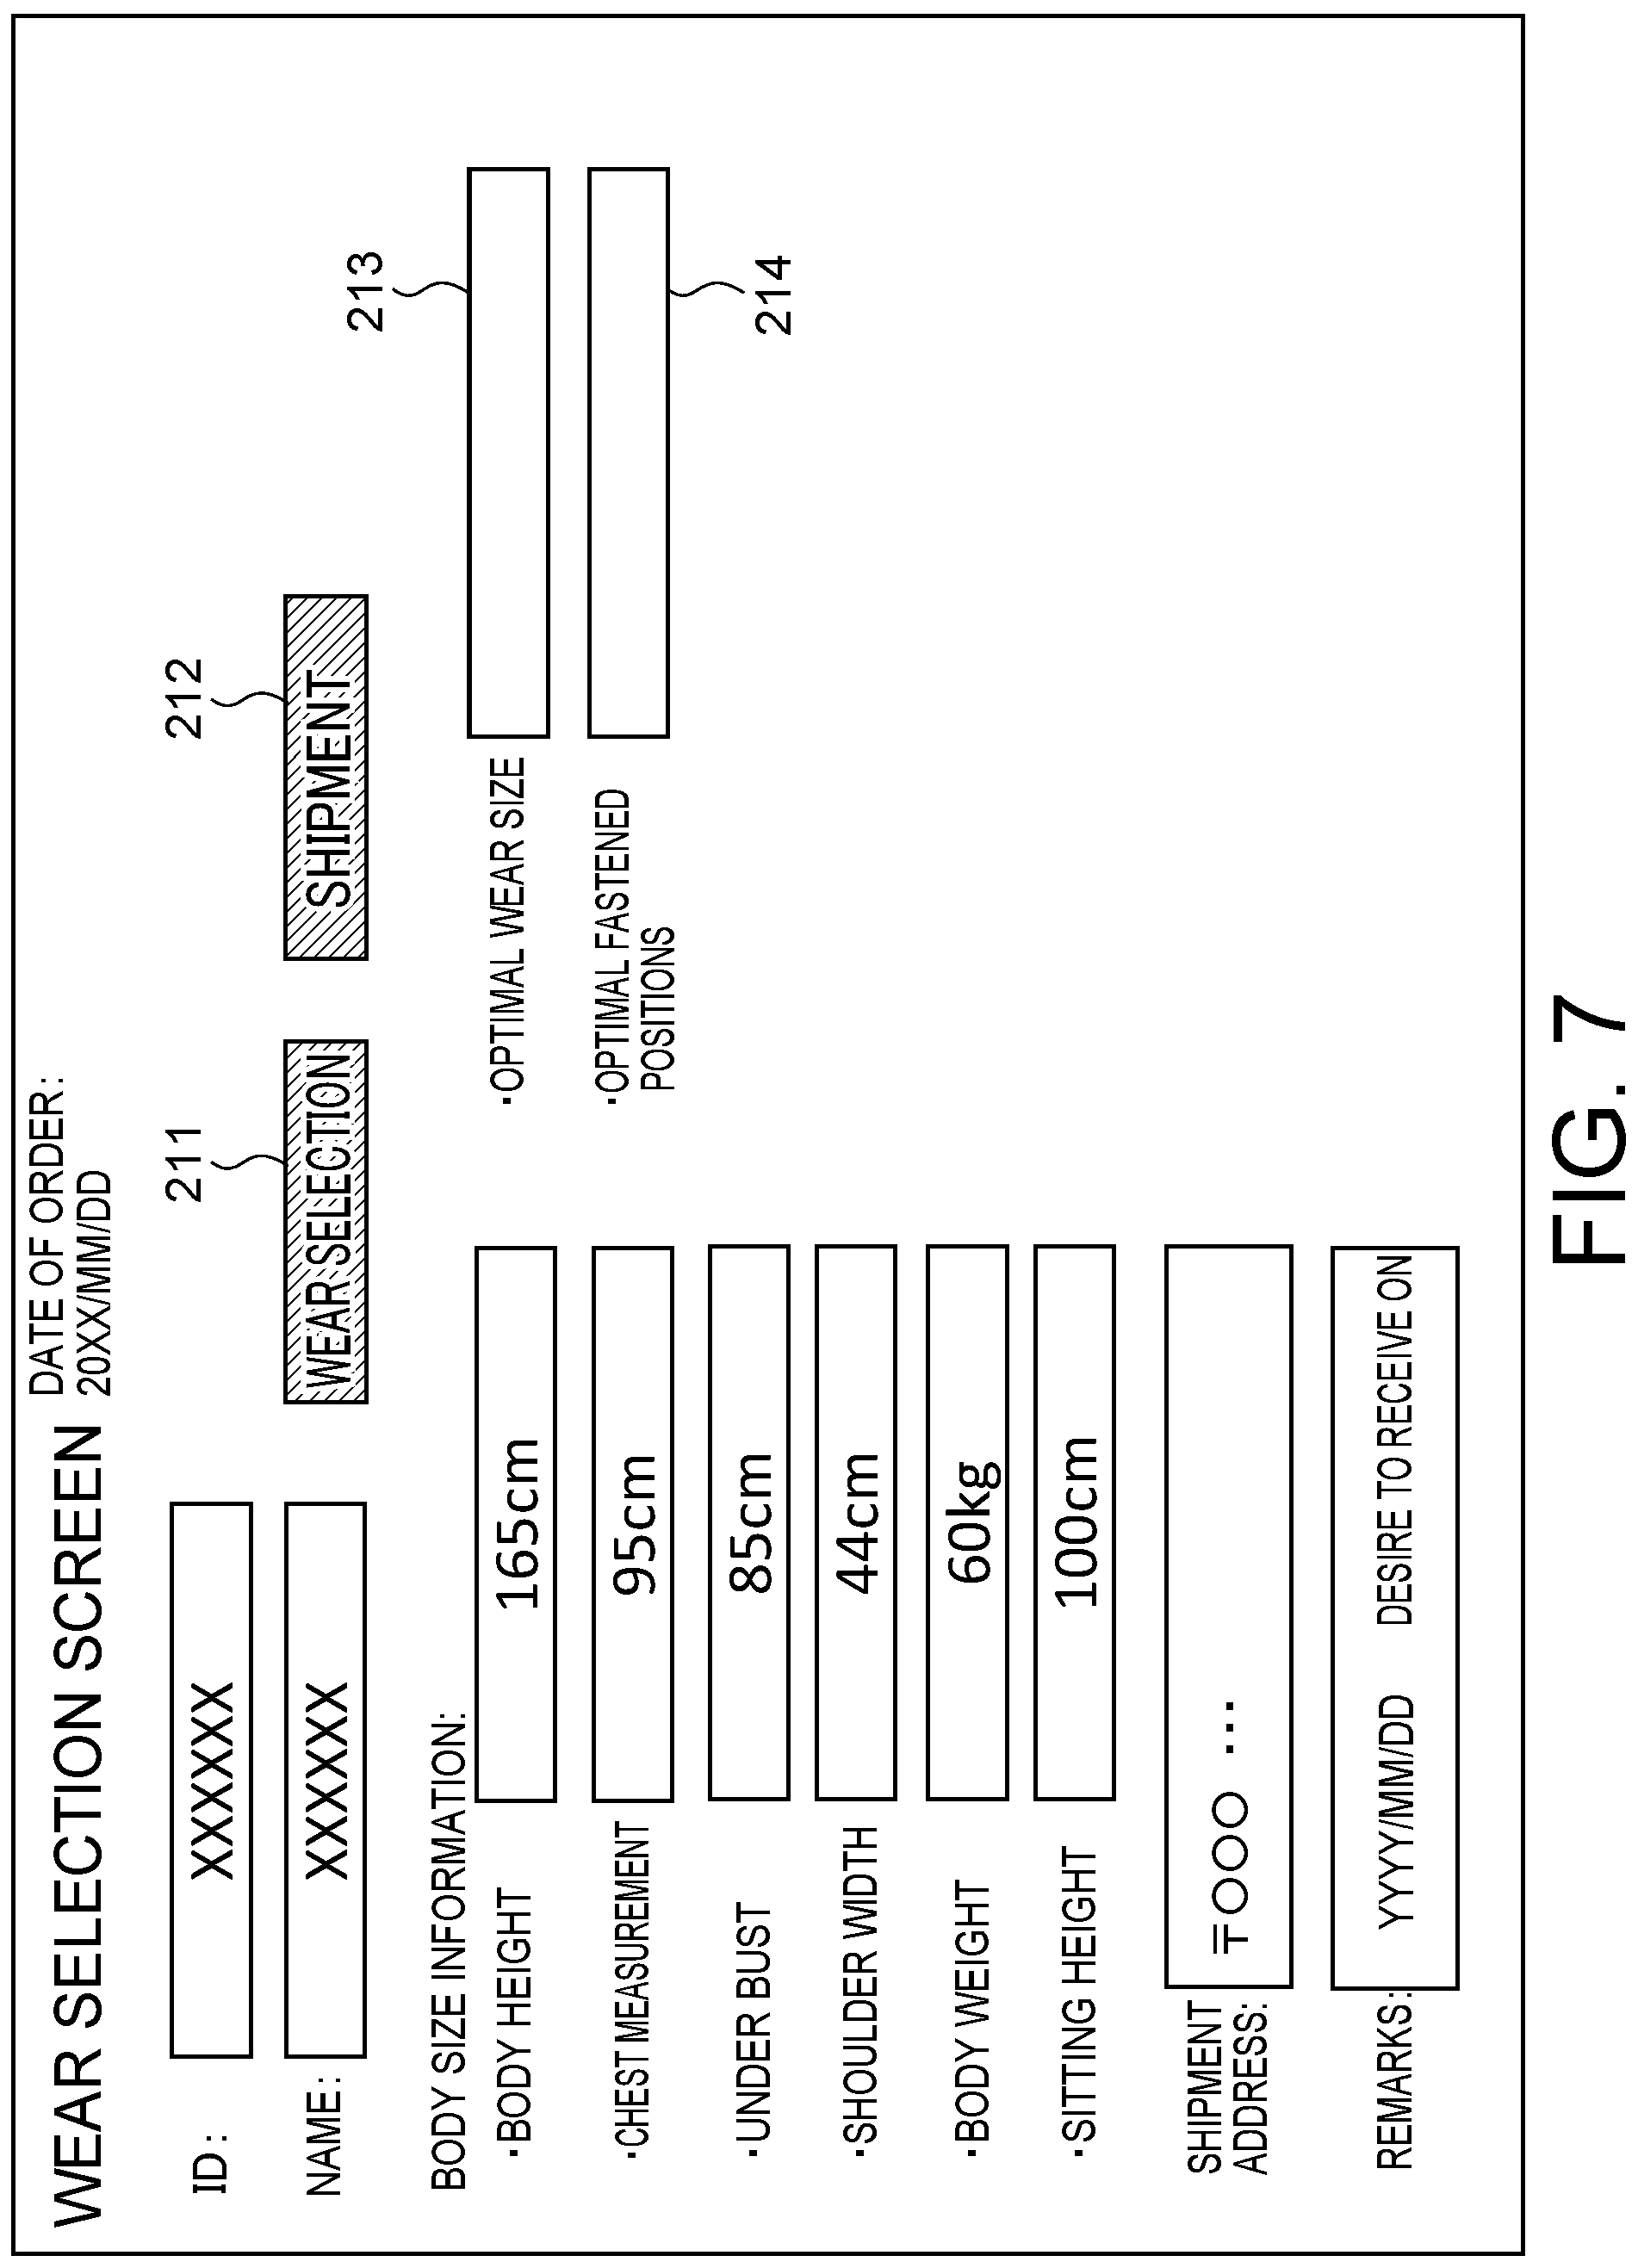 WEAR SELECTION SCREEN
DATE OF ORDER:
20XX/MM/DD
ID:
XXXXXX
NAME:
XXXXXX
211
WEAR SELECTION
212
SHIPMENT
BODY SIZE INFORMATION:
·BODY HEIGHT
165cm
·CHEST MEASUREMENT
95cm
·UNDER BUST
85cm
·SHOULDER WIDTH
44cm
·BODY WEIGHT
60kg
·SITTING HEIGHT
100cm
213
·OPTIMAL WEAR SIZE
·OPTIMAL FASTENED
POSITIONS
214
SHIPMENT
ADDRESS:
〒○○○ ...
REMARKS:
YYYY/MM/DD DESIRE TO RECEIVE ON
FIG. 7